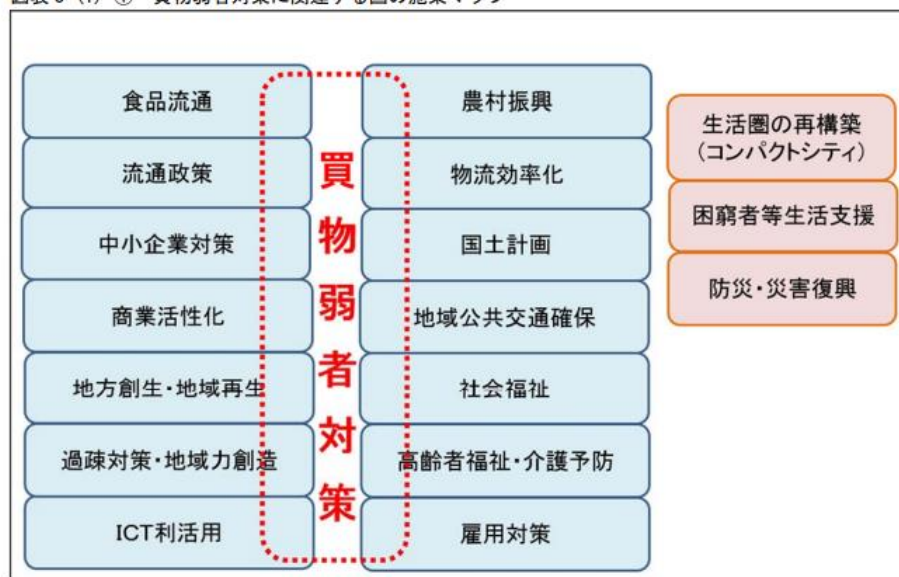 食品流通
流通政策
中小企業対策
商業活性化
地方創生・地域再生
過疎対策・地域力創造
ICT利活用
買物弱者対策
農村振興
物流効率化
国土計画
地域公共交通確保
社会福祉
高齢者福祉・介護予防
雇用対策
生活圏の再構築
(コンパクトシティ)
困窮者等生活支援
防災・災害復興